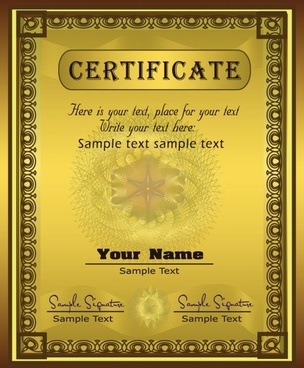 CERTIFICATE
Here is your text, place for your text
Write your text here:
Sample text sample text
Your Name
Sample Text
Sample Signature Sample Signature
Sample Text Sample Text